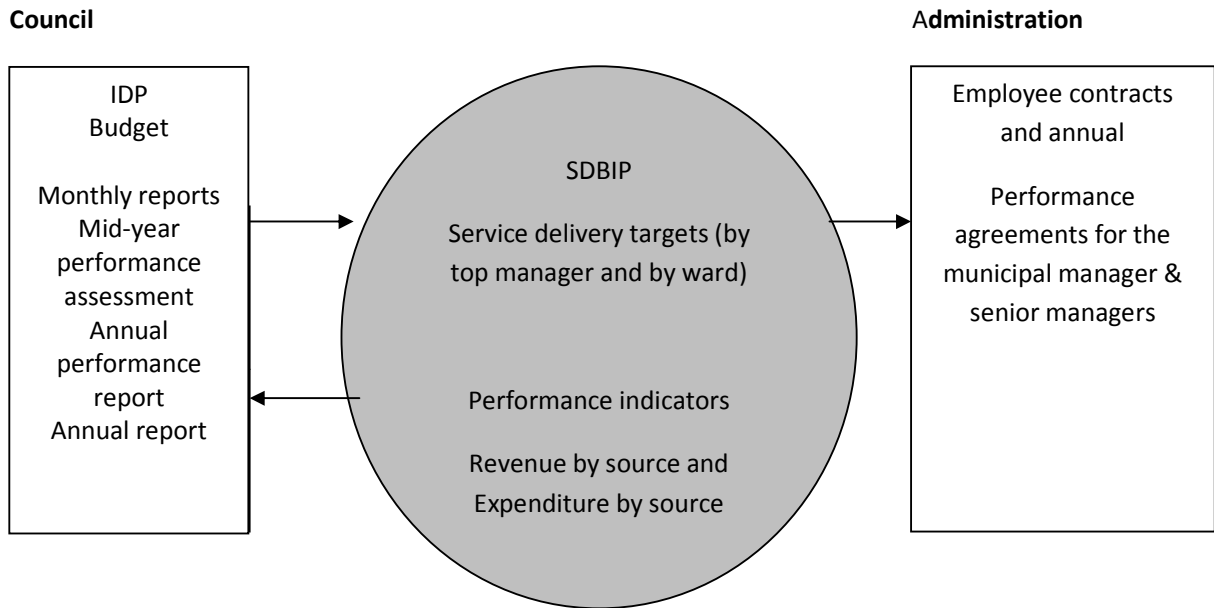 Council
Administration
IDP
Budget
Monthly reports
Mid-year
performance
assessment
Annual
performance
report
Annual report
SDBIP
Service delivery targets (by
top manager and by ward)
Performance indicators
Revenue by source and
Expenditure by source
Employee contracts
and annual
Performance
agreements for the
municipal manager &
senior managers